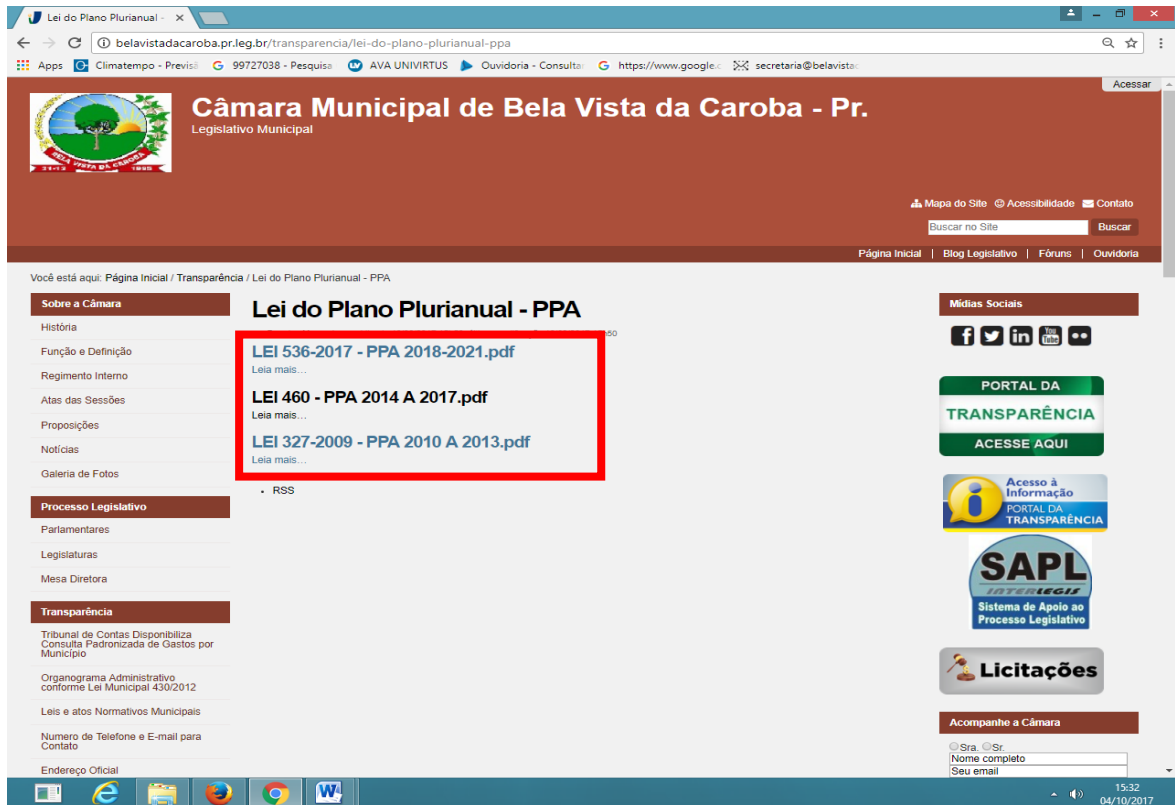 Lei do Plano Plurianual -
belavistadacaroba.pr.leg.br/transparencia/lei-do-plano-plurianual-ppa
Apps Climatempo - Previsã 99727038 - Pesquisa AVA UNIVIRTUS Ouvidoria - Consulta https://www.google.c secretaria@belavistac
Acessar
Câmara Municipal de Bela Vista da Caroba - Pr.
Legislativo Municipal
BELA VISTA DA CAROBA
31-12 1995
Mapa do Site Acessibilidade Contato
Buscar no Site Buscar
Página Inicial | Blog Legislativo | Fóruns | Ouvidoria
Você está aqui: Página Inicial / Transparência / Lei do Plano Plurianual - PPA
Sobre a Câmara
História
Função e Definição
Regimento Interno
Atas das Sessões
Proposições
Notícias
Galeria de Fotos
Processo Legislativo
Parlamentares
Legislaturas
Mesa Diretora
Transparência
Tribunal de Contas Disponibiliza
Consulta Padronizada de Gastos por
Município
Organograma Administrativo
conforme Lei Municipal 430/2012
Leis e atos Normativos Municipais
Numero de Telefone e E-mail para
Contato
Endereço Oficial
Lei do Plano Plurianual - PPA
LEI 536-2017 - PPA 2018-2021.pdf
Leia mais…
LEI 460 - PPA 2014 A 2017.pdf
Leia mais…
LEI 327-2009 - PPA 2010 A 2013.pdf
Leia mais…
RSS
Mídias Sociais
You
Tube
PORTAL DA
TRANSPARÊNCIA
ACESSE AQUI
Acesso à
Informação
PORTAL DA
TRANSPARÊNCIA
SAPL
INTERLEGIS
Sistema de Apoio ao
Processo Legislativo
Licitações
Acompanhe a Câmara
Sra. Sr.
Nome completo
Seu email
15:32
04/10/2017